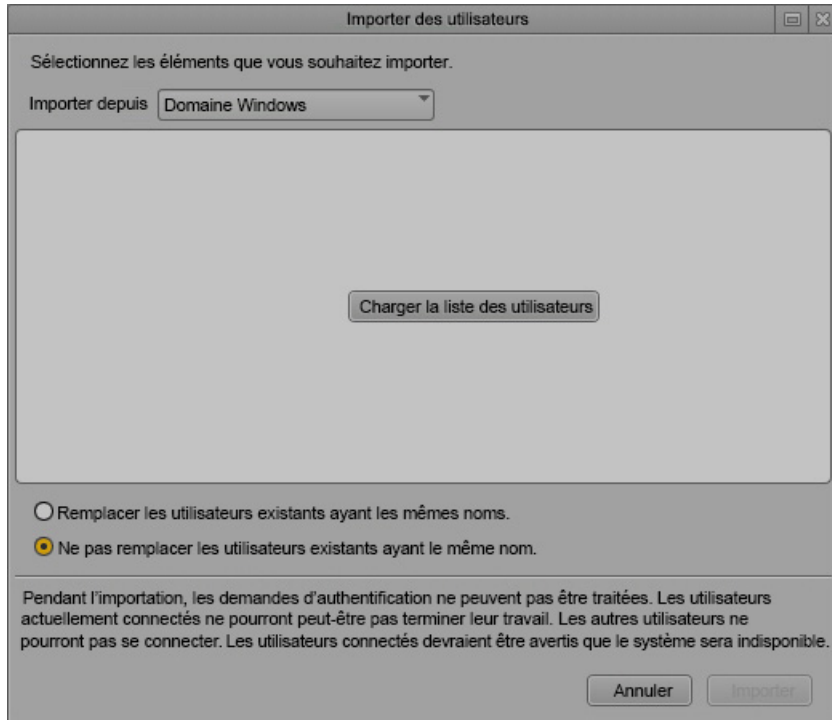 Importer des utilisateurs
Sélectionnez les éléments que vous souhaitez importer.
Importer depuis Domaine Windows
Charger la liste des utilisateurs
Remplacer les utilisateurs existants ayant les mêmes noms.
Ne pas remplacer les utilisateurs existants ayant le même nom.
Pendant l'importation, les demandes d'authentification ne peuvent pas être traitées. Les utilisateurs
actuellement connectés ne pourront peut-être pas terminer leur travail. Les autres utilisateurs ne
pourront pas se connecter. Les utilisateurs connectés devraient être avertis que le système sera indisponible.
Annuler Importer